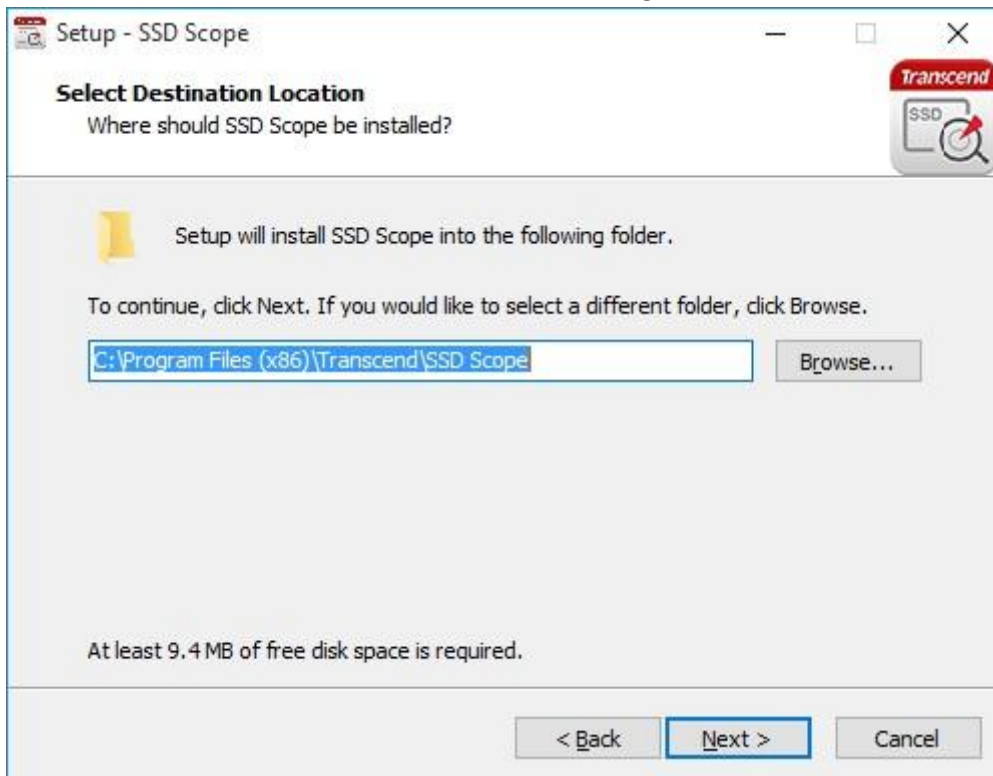 Setup - SSD Scope
Select Destination Location
Where should SSD Scope be installed?
Transcend
SSD
Setup will install SSD Scope into the following folder.
To continue, click Next. If you would like to select a different folder, click Browse.
C:\Program Files (x86)\Transcend\SSD Scope
Browse...
At least 9.4 MB of free disk space is required.
< Back
Next >
Cancel